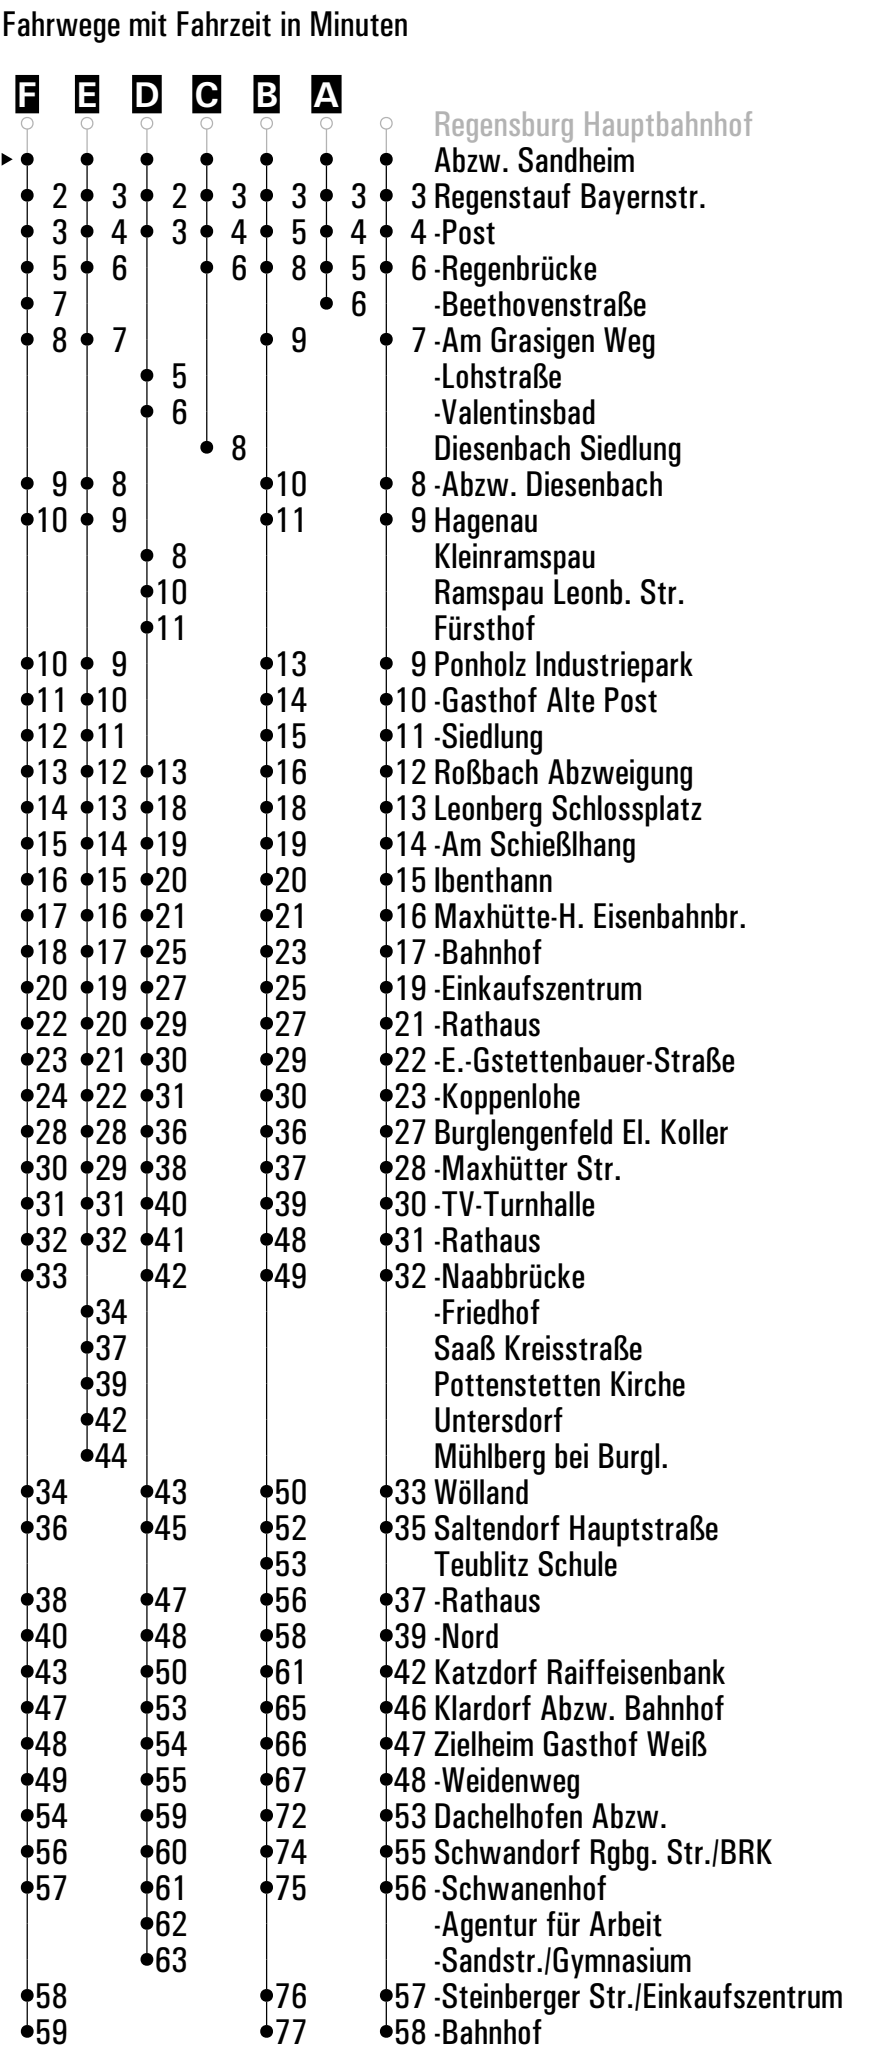 Fahrwege mit Fahrzeit in Minuten
F E D C B A
Regensburg Hauptbahnhof
Abzw. Sandheim
2 3 2 3 3 3 3 Regenstauf Bayernstr.
3 4 3 4 5 4 4 -Post
5 6 6 8 5 6 -Regenbrücke
7 6 -Beethovenstraße
8 7 9 7 -Am Grasigen Weg
5 -Lohstraße
6 -Valentinsbad
8 Diesenbach Siedlung
9 8 10 8 -Abzw. Diesenbach
10 9 11 9 Hagenau
8 Kleinramspau
10 Ramspau Leonb. Str.
11 Fürsthof
10 9 13 9 Ponholz Industriepark
11 10 14 10 -Gasthof Alte Post
12 11 15 11 -Siedlung
13 12 13 16 12 Roßbach Abzweigung
14 13 18 18 13 Leonberg Schlossplatz
15 14 19 19 14 -Am Schießlhang
16 15 20 20 15 Ibenthann
17 16 21 21 16 Maxhütte-H. Eisenbahnbr.
18 17 25 23 17 -Bahnhof
20 19 27 25 19 -Einkaufszentrum
22 20 29 27 21 -Rathaus
23 21 30 29 22 -E.-Gstettenbauer-Straße
24 22 31 30 23 -Koppenlohe
28 28 36 36 27 Burglengenfeld El. Koller
30 29 38 37 28 -Maxhütter Str.
31 31 40 39 30 -TV-Turnhalle
32 32 41 48 31 -Rathaus
33 42 49 32 -Naabbrücke
34 -Friedhof
37 Saaß Kreisstraße
39 Pottenstetten Kirche
42 Untersdorf
44 Mühlberg bei Burgl.
34 43 50 33 Wölland
36 45 52 35 Saltendorf Hauptstraße
53 Teublitz Schule
38 47 56 37 -Rathaus
40 48 58 39 -Nord
43 50 61 42 Katzdorf Raiffeisenbank
47 53 65 46 Klardorf Abzw. Bahnhof
48 54 66 47 Zielheim Gasthof Weiß
49 55 67 48 -Weidenweg
54 59 72 53 Dachelhofen Abzw.
56 60 74 55 Schwandorf Rgbg. Str./BRK
57 61 75 56 -Schwanenhof
62 -Agentur für Arbeit
63 -Sandstr./Gymnasium
58 76 57 -Steinberger Str./Einkaufszentrum
59 77 58 -Bahnhof